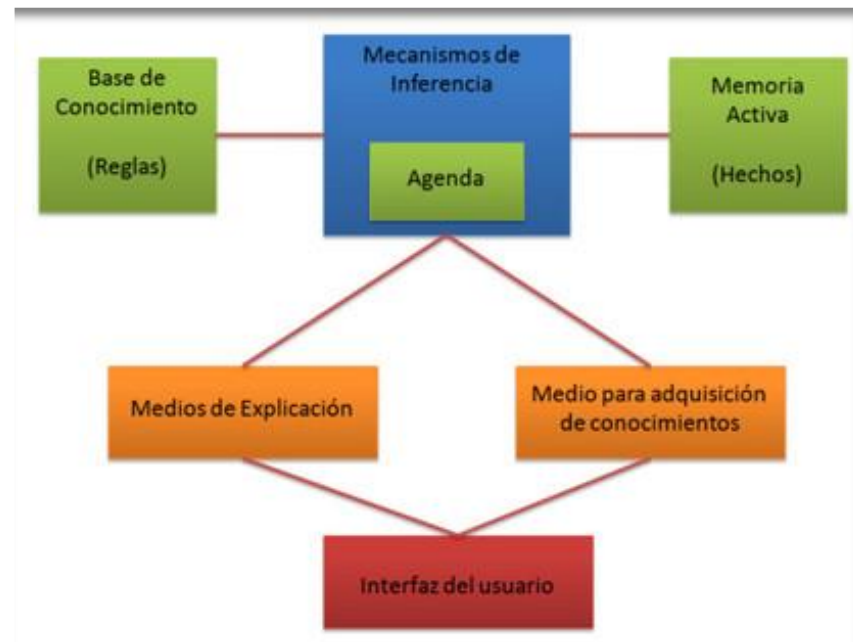 Base de
Conocimiento
(Reglas)
Mecanismos de
Inferencia
Agenda
Memoria
Activa
(Hechos)
Medios de Explicación
Medio para adquisición
de conocimientos
Interfaz del usuario